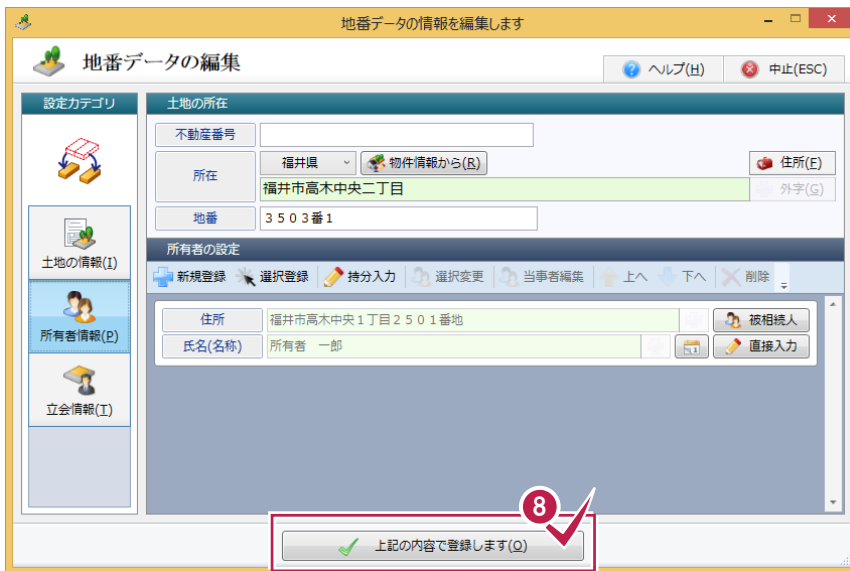 地番データの情報を編集します
地番データの編集
ヘルプ(H)
中止(ESC)
設定カテゴリ
土地の情報(I)
所有者情報(P)
立会情報(T)
土地の所在
不動産番号
所在
福井県
物件情報から(R)
住所(F)
福井市高木中央二丁目
外字(G)
地番
3503番1
所有者の設定
新規登録 選択登録 持分入力 選択変更 当事者編集 上へ 下へ 削除
住所
福井市高木中央1丁目2501番地
被相続人
氏名(名称)
所有者 一郎
直接入力
8
上記の内容で登録します(O)